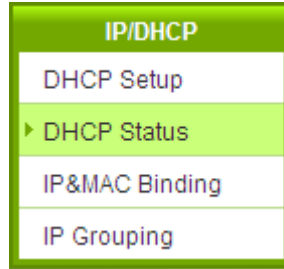 IP/DHCP
DHCP Setup
DHCP Status
IP&MAC Binding
IP Grouping